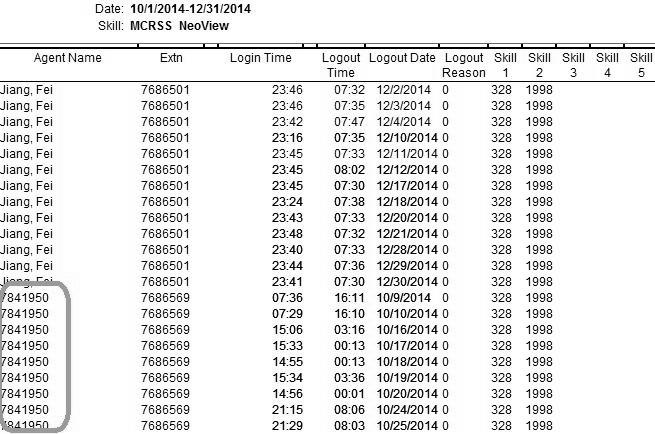 Date: 10/1/2014-12/31/2014
Skill: MCRSS NeoView
Agent Name Extn Login Time Logout Time Logout Date Logout Reason Skill 1 Skill 2 Skill 3 Skill 4 Skill 5
Jiang, Fei 7686501 23:46 07:32 12/2/2014 0 328 1998
Jiang, Fei 7686501 23:46 07:35 12/3/2014 0 328 1998
Jiang, Fei 7686501 23:42 07:47 12/4/2014 0 328 1998
Jiang, Fei 7686501 23:16 07:35 12/10/2014 0 328 1998
Jiang, Fei 7686501 23:45 07:33 12/11/2014 0 328 1998
Jiang, Fei 7686501 23:45 08:02 12/12/2014 0 328 1998
Jiang, Fei 7686501 23:45 07:30 12/17/2014 0 328 1998
Jiang, Fei 7686501 23:24 07:38 12/18/2014 0 328 1998
Jiang, Fei 7686501 23:43 07:33 12/20/2014 0 328 1998
Jiang, Fei 7686501 23:48 07:32 12/21/2014 0 328 1998
Jiang, Fei 7686501 23:40 07:33 12/28/2014 0 328 1998
Jiang, Fei 7686501 23:44 07:36 12/29/2014 0 328 1998
Jiang, Fei 7686501 23:41 07:30 12/30/2014 0 328 1998
7841950 7686569 07:36 16:11 10/9/2014 0 328 1998
7841950 7686569 07:29 16:10 10/10/2014 0 328 1998
7841950 7686569 15:06 03:16 10/16/2014 0 328 1998
7841950 7686569 15:33 00:13 10/17/2014 0 328 1998
7841950 7686569 14:55 00:13 10/18/2014 0 328 1998
7841950 7686569 15:34 03:36 10/19/2014 0 328 1998
7841950 7686569 14:56 00:01 10/20/2014 0 328 1998
7841950 7686569 21:15 08:06 10/24/2014 0 328 1998
7841950 7686569 21:29 08:03 10/25/2014 0 328 1998